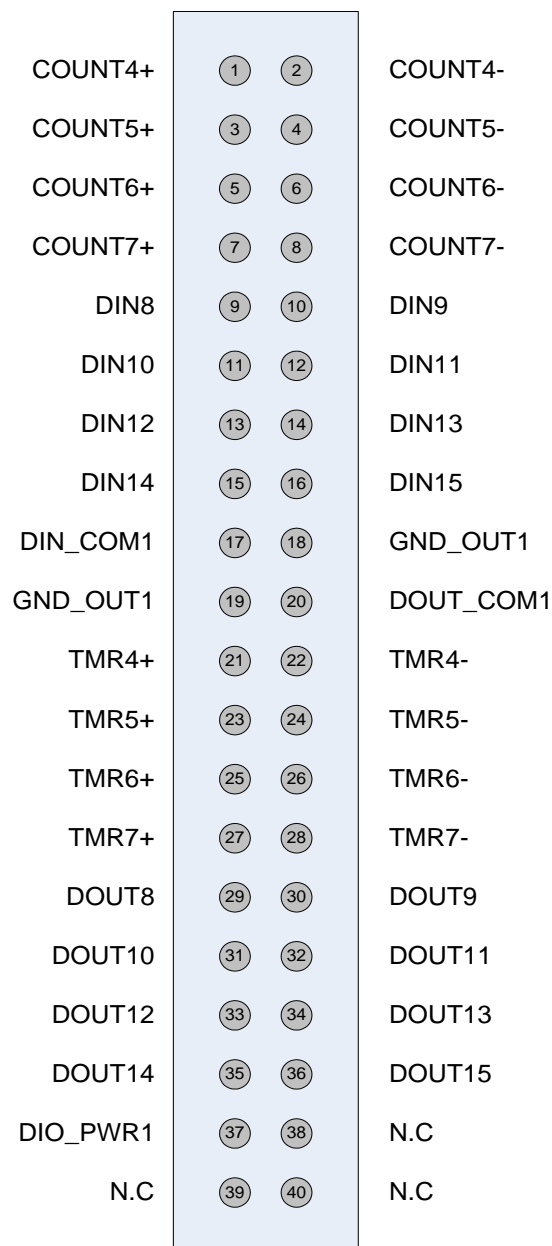 COUNT4+ 1 2 COUNT4-
COUNT5+ 3 4 COUNT5-
COUNT6+ 5 6 COUNT6-
COUNT7+ 7 8 COUNT7-
DIN8 9 10 DIN9
DIN10 11 12 DIN11
DIN12 13 14 DIN13
DIN14 15 16 DIN15
DIN_COM1 17 18 GND_OUT1
GND_OUT1 19 20 DOUT_COM1
TMR4+ 21 22 TMR4-
TMR5+ 23 24 TMR5-
TMR6+ 25 26 TMR6-
TMR7+ 27 28 TMR7-
DOUT8 29 30 DOUT9
DOUT10 31 32 DOUT11
DOUT12 33 34 DOUT13
DOUT14 35 36 DOUT15
DIO_PWR1 37 38 N.C
N.C 39 40 N.C